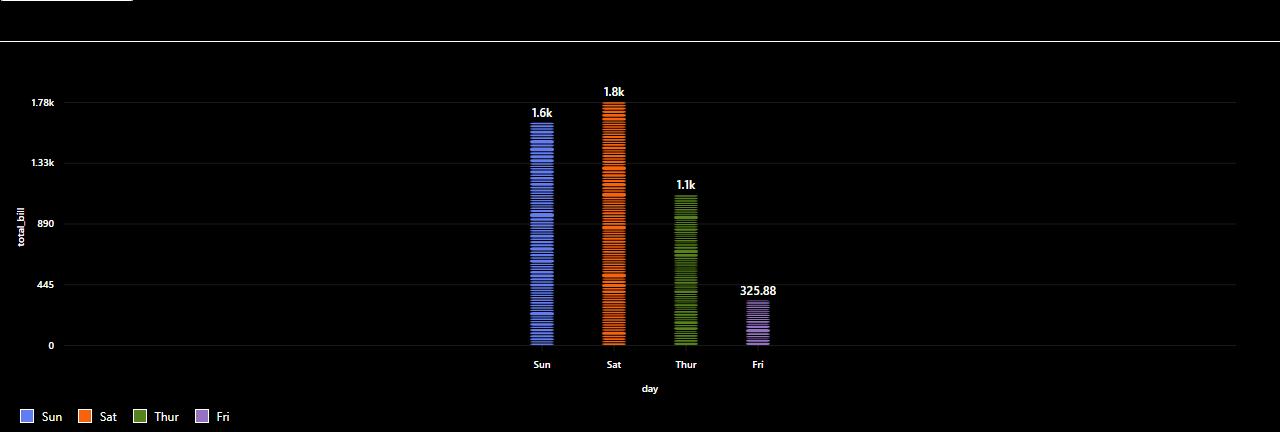 1.8k
1.78k
1.6k
1.33k
1.1k
890
total_bill
445
325.88
0
Sun Sat Thur Fri
day
Sun Sat Thur Fri